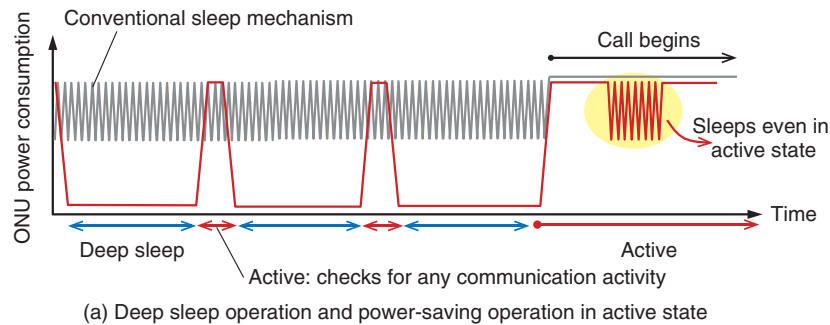 Conventional sleep mechanism
Call begins
ONU power consumption
Sleeps even in
active state
Time
Deep sleep
Active
Active: checks for any communication activity
(a) Deep sleep operation and power-saving operation in active state